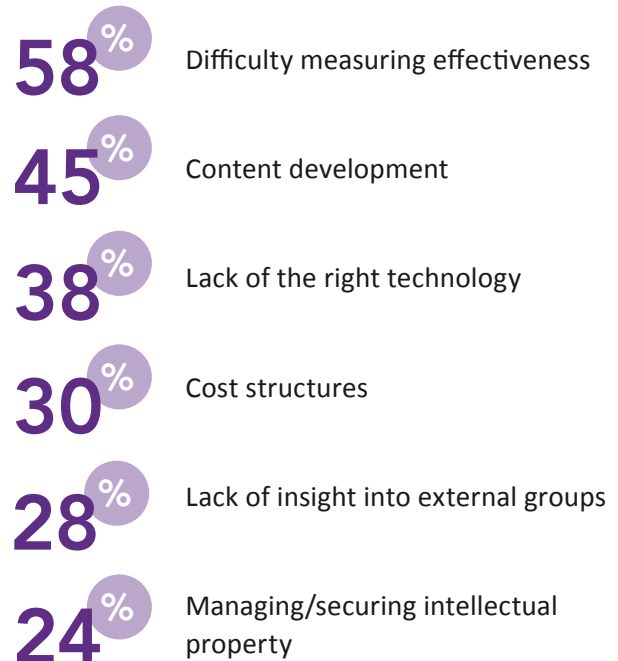 58% Difficulty measuring effectiveness
45% Content development
38% Lack of the right technology
30% Cost structures
28% Lack of insight into external groups
24% Managing/securing intellectual
property